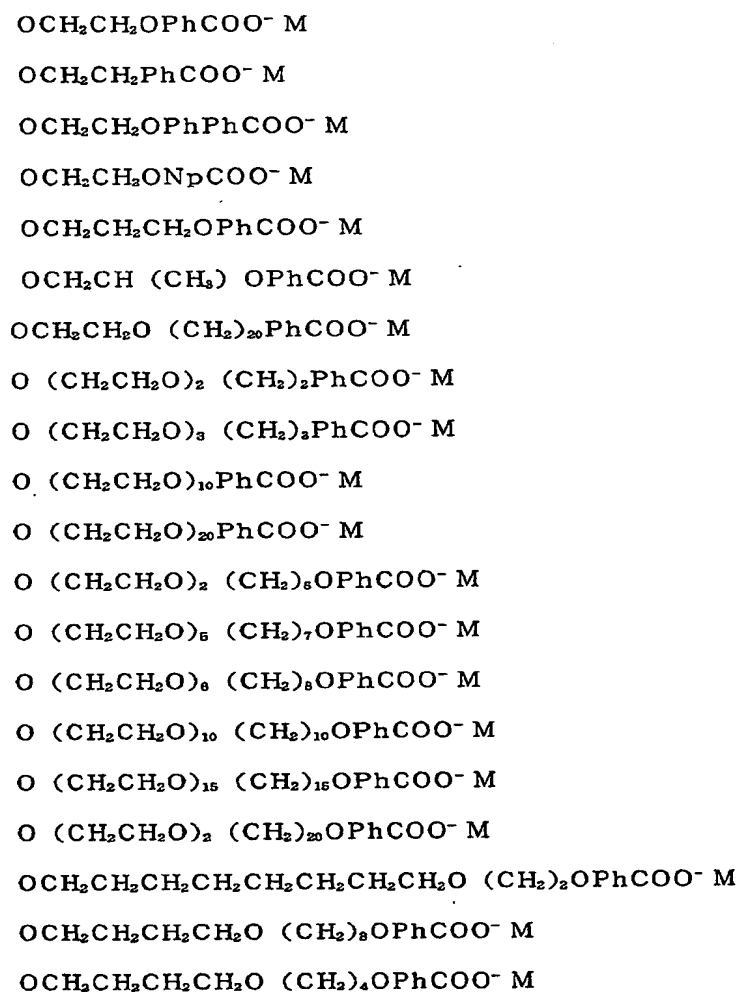 OCH₂CH₂OPhCOO⁻ M
OCH₂CH₂PhCOO⁻ M
OCH₂CH₂OPhPhCOO⁻ M
OCH₂CH₂ONpCOO⁻ M
OCH₂CH₂CH₂OPhCOO⁻ M
OCH₂CH (CH₃) OPhCOO⁻ M
OCH₂CH₂O (CH₂)₂₀PhCOO⁻ M
O (CH₂CH₂O)₂ (CH₂)₂PhCOO⁻ M
O (CH₂CH₂O)₃ (CH₂)₃PhCOO⁻ M
O (CH₂CH₂O)₁₀PhCOO⁻ M
O (CH₂CH₂O)₂₀PhCOO⁻ M
O (CH₂CH₂O)₂ (CH₂)₆OPhCOO⁻ M
O (CH₂CH₂O)₅ (CH₂)₇OPhCOO⁻ M
O (CH₂CH₂O)₆ (CH₂)₈OPhCOO⁻ M
O (CH₂CH₂O)₁₀ (CH₂)₁₀OPhCOO⁻ M
O (CH₂CH₂O)₁₅ (CH₂)₁₅OPhCOO⁻ M
O (CH₂CH₂O)₂ (CH₂)₂₀OPhCOO⁻ M
OCH₂CH₂CH₂CH₂CH₂CH₂CH₂CH₂O (CH₂)₂OPhCOO⁻ M
OCH₂CH₂CH₂CH₂O (CH₂)₈OPhCOO⁻ M
OCH₂CH₂CH₂CH₂O (CH₂)₄OPhCOO⁻ M